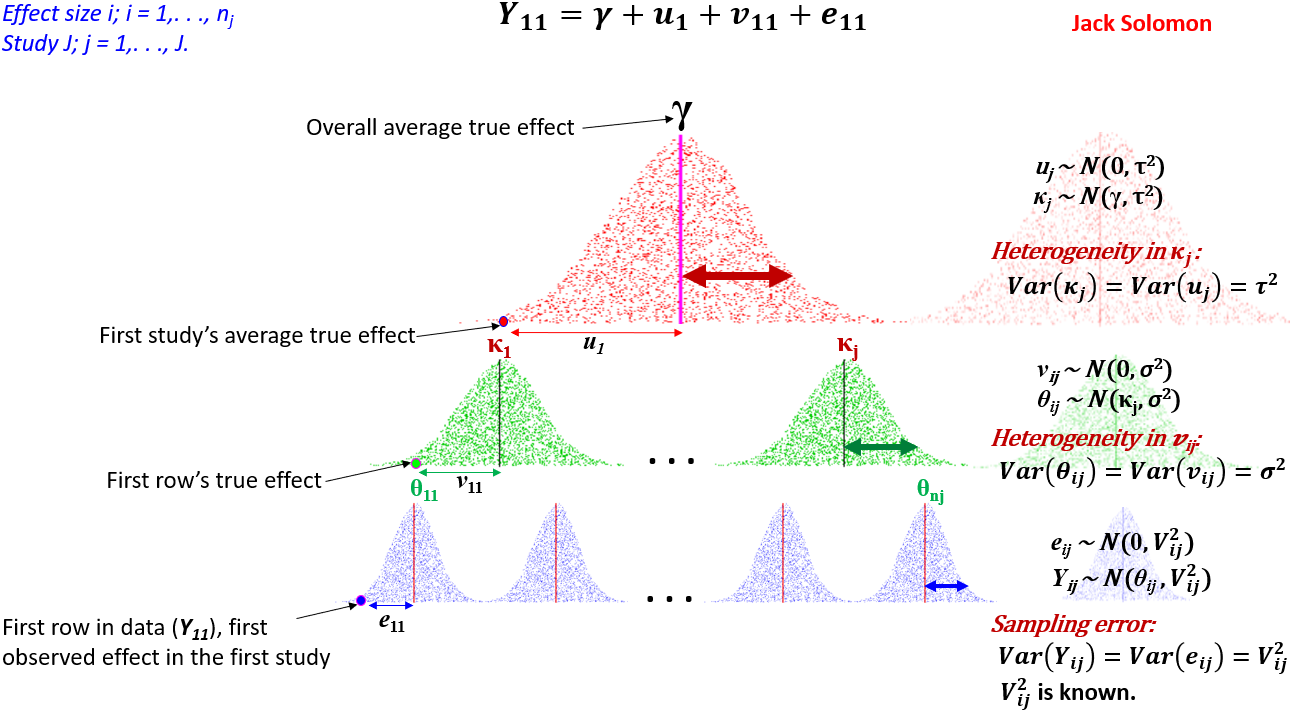 Effect size i; i = 1,. . ., nj
Study J; j = 1,. . ., J.
Y₁₁ = γ + u₁ + v₁₁ + e₁₁
Jack Solomon
Overall average true effect
γ
uⱼ ~ N(0, τ²)
κⱼ ~ N(γ, τ²)
Heterogeneity in κⱼ:
Var(κⱼ) = Var(uⱼ) = τ²
First study's average true effect
u₁
κ₁
κⱼ
vᵢⱼ ~ N(0, σ²)
θᵢⱼ ~ N(κⱼ, σ²)
Heterogeneity in vᵢⱼ:
Var(θᵢⱼ) = Var(vᵢⱼ) = σ²
. . .
First row's true effect
v₁₁
θ₁₁
θₙⱼ
eᵢⱼ ~ N(0, V²ᵢⱼ)
Yᵢⱼ ~ N(θᵢⱼ, V²ᵢⱼ)
. . .
e₁₁
First row in data (Y₁₁), first
observed effect in the first study
Sampling error:
Var(Yᵢⱼ) = Var(eᵢⱼ) = V²ᵢⱼ
V²ᵢⱼ is known.